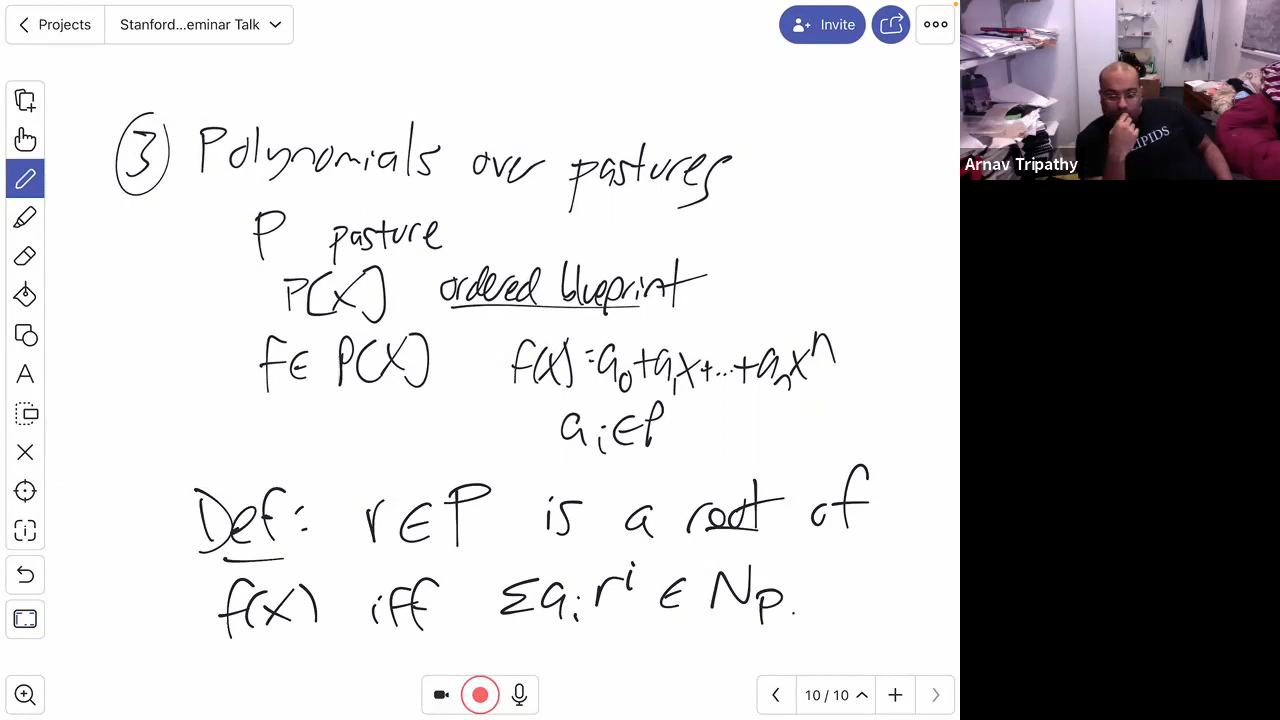 Projects
Stanford...eminar Talk
Invite
③ Polynomials over pastures
P pasture
P[X] ordered blueprint
f ∈ P[X] f(X) = a₀+a₁X+...+aₙXⁿ
aᵢ ∈ P
Def: r ∈ P is a root of
f(X) iff Σaᵢrⁱ ∈ N_P.
A
10 / 10
Arnav Tripathy
LIPIDS